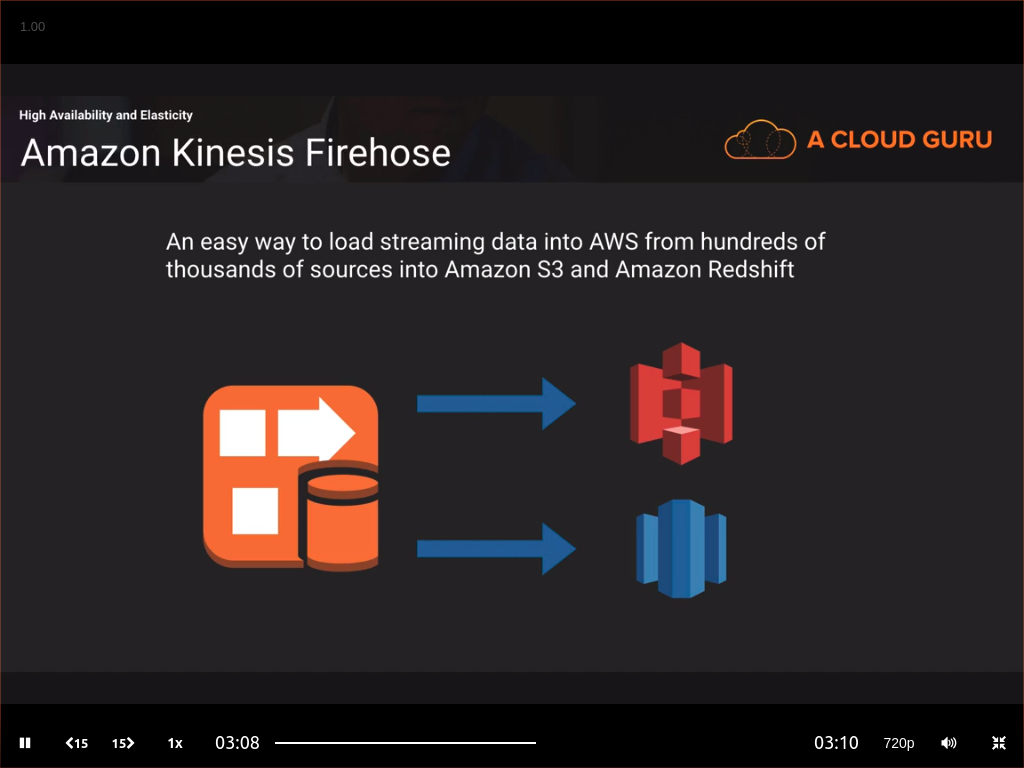 1.00
High Availability and Elasticity
Amazon Kinesis Firehose
A CLOUD GURU
An easy way to load streaming data into AWS from hundreds of
thousands of sources into Amazon S3 and Amazon Redshift
15 15 1x 03:08 03:10 720p